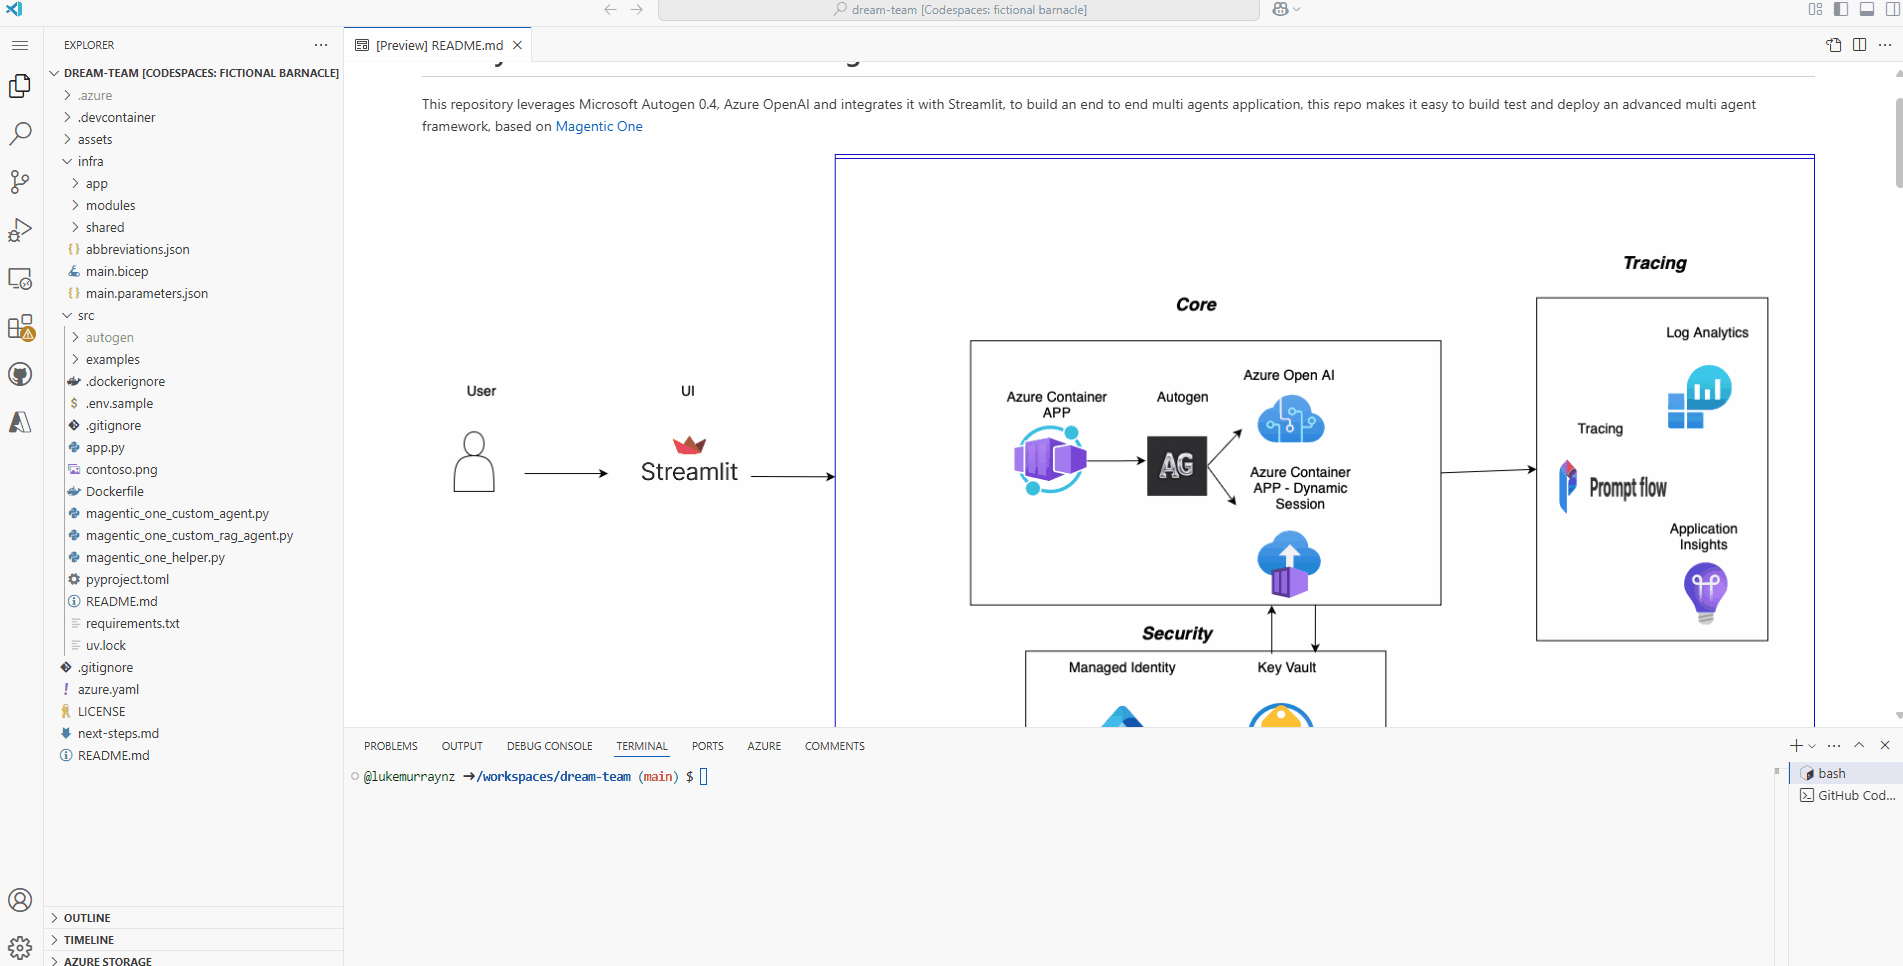 dream-team [Codespaces: fictional barnacle]
EXPLORER
DREAM-TEAM [CODESPACES: FICTIONAL BARNACLE]
.azure
.devcontainer
assets
infra
app
modules
shared
abbreviations.json
main.bicep
main.parameters.json
src
autogen
examples
.dockerignore
$ .env.sample
.gitignore
app.py
contoso.png
Dockerfile
magentic_one_custom_agent.py
magentic_one_custom_rag_agent.py
magentic_one_helper.py
pyproject.toml
README.md
requirements.txt
uv.lock
.gitignore
! azure.yaml
LICENSE
next-steps.md
README.md
OUTLINE
TIMELINE
AZURE STORAGE
[Preview] README.md
This repository leverages Microsoft Autogen 0.4, Azure OpenAI and integrates it with Streamlit, to build an end to end multi agents application, this repo makes it easy to build test and deploy an advanced multi agent
framework, based on Magentic One
User
UI
Streamlit
Core
Azure Container
APP
Autogen
AG
Azure Open AI
Azure Container
APP - Dynamic
Session
Tracing
Log Analytics
Tracing
Prompt flow
Application
Insights
Security
Managed Identity
Key Vault
PROBLEMS
OUTPUT
DEBUG CONSOLE
TERMINAL
PORTS
AZURE
COMMENTS
@lukemurraynz →/workspaces/dream-team (main) $
bash
GitHub Cod...